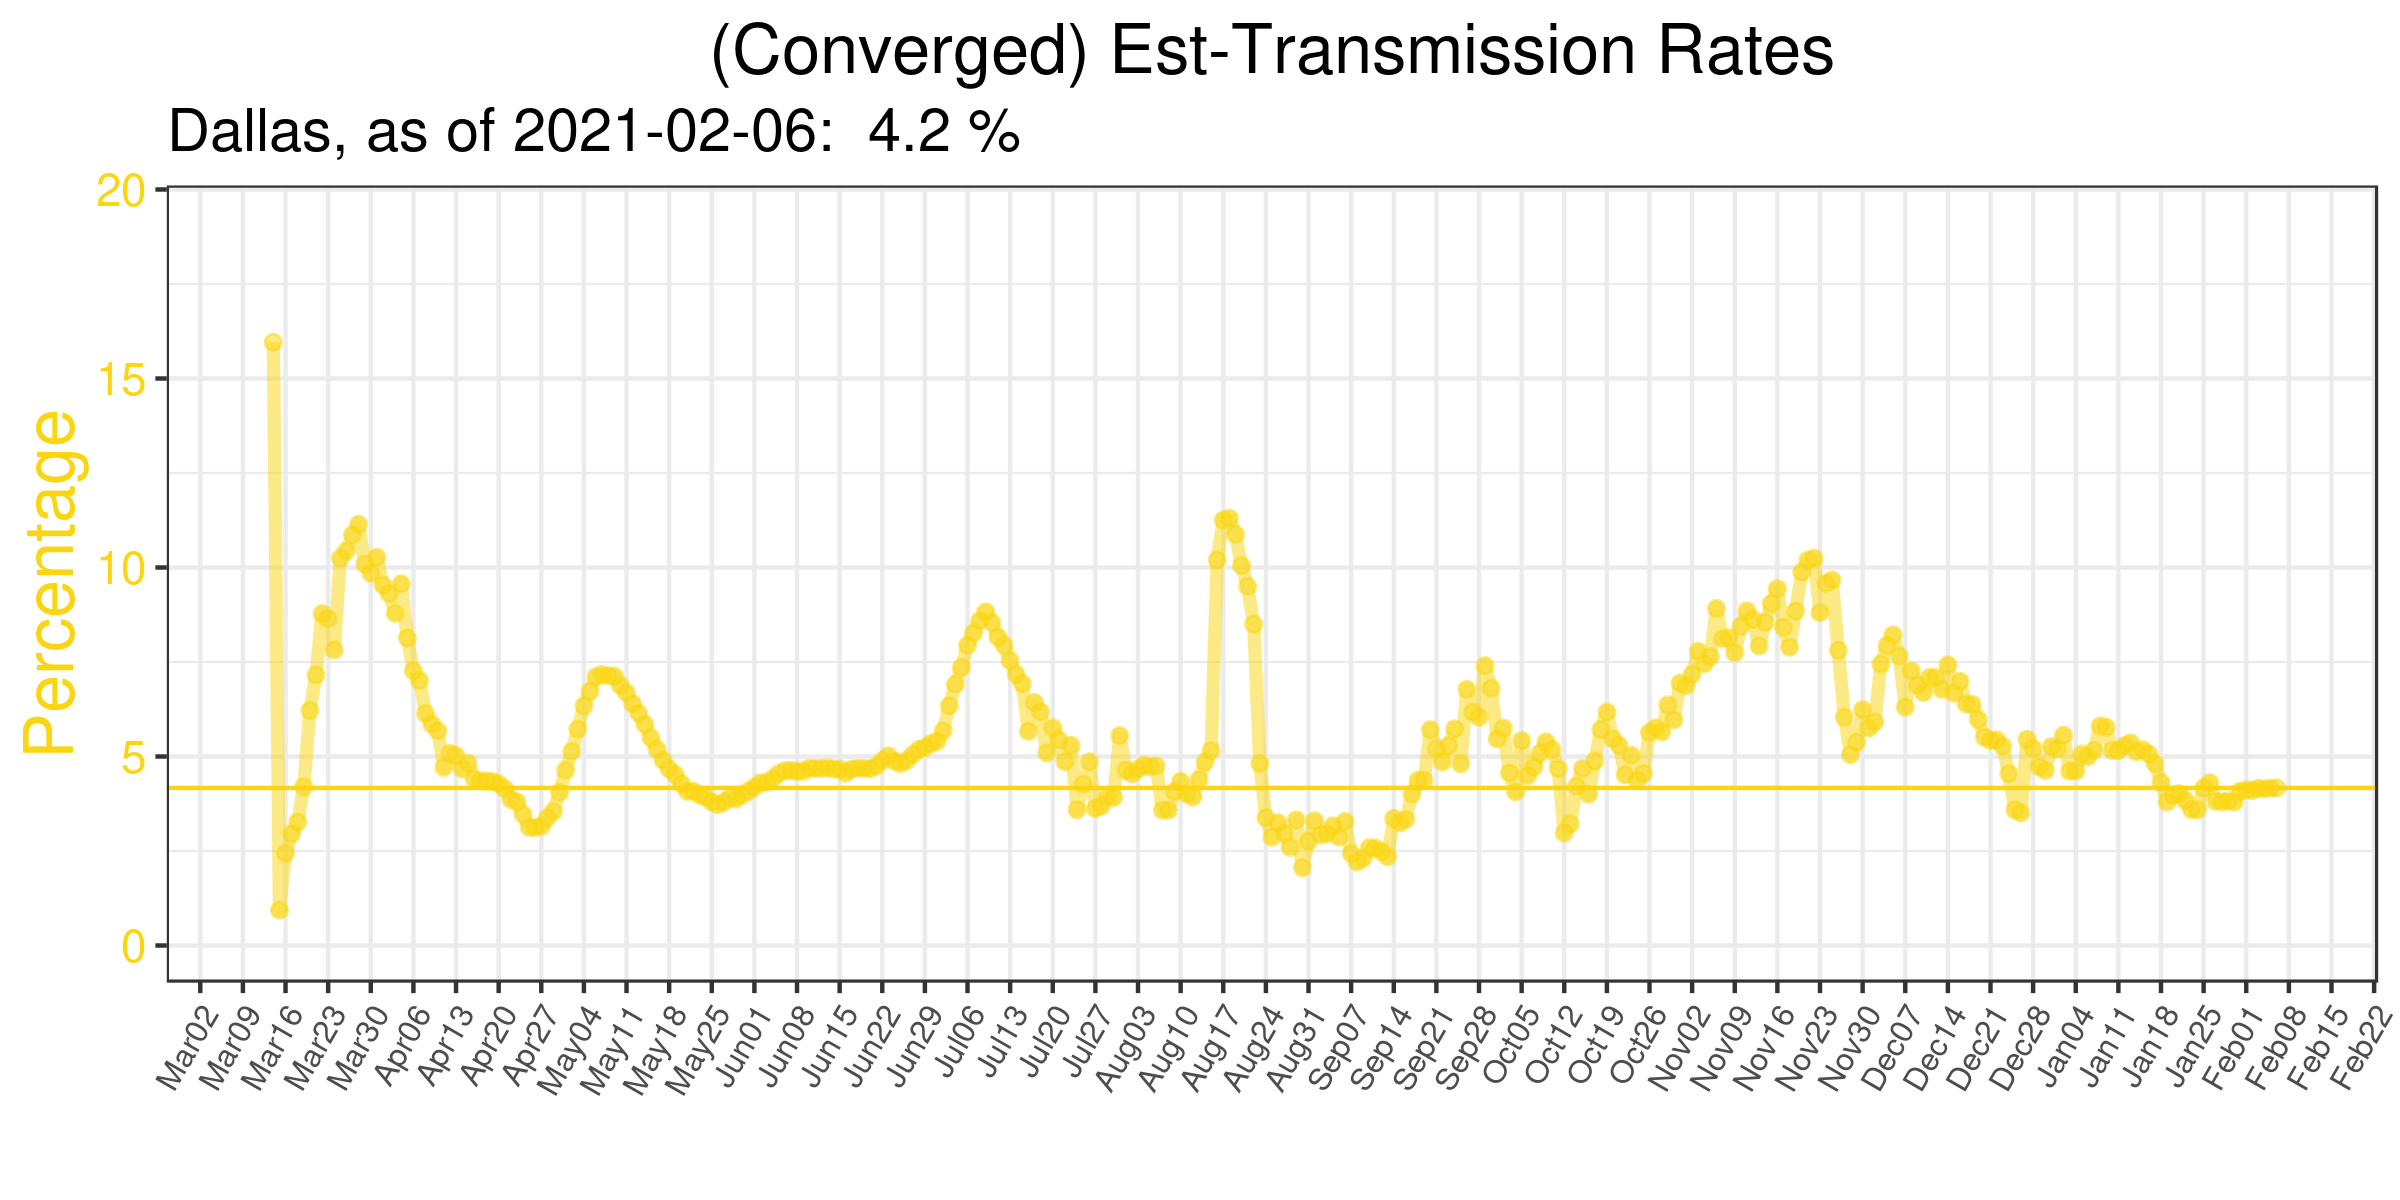 (Converged) Est-Transmission Rates
Dallas, as of 2021-02-06:  4.2 %
Percentage
20
15
10
5
0
Mar02
Mar09
Mar16
Mar23
Mar30
Apr06
Apr13
Apr20
Apr27
May04
May11
May18
May25
Jun01
Jun08
Jun15
Jun22
Jun29
Jul06
Jul13
Jul20
Jul27
Aug03
Aug10
Aug17
Aug24
Aug31
Sep07
Sep14
Sep21
Sep28
Oct05
Oct12
Oct19
Oct26
Nov02
Nov09
Nov16
Nov23
Nov30
Dec07
Dec14
Dec21
Dec28
Jan04
Jan11
Jan18
Jan25
Feb01
Feb08
Feb15
Feb22